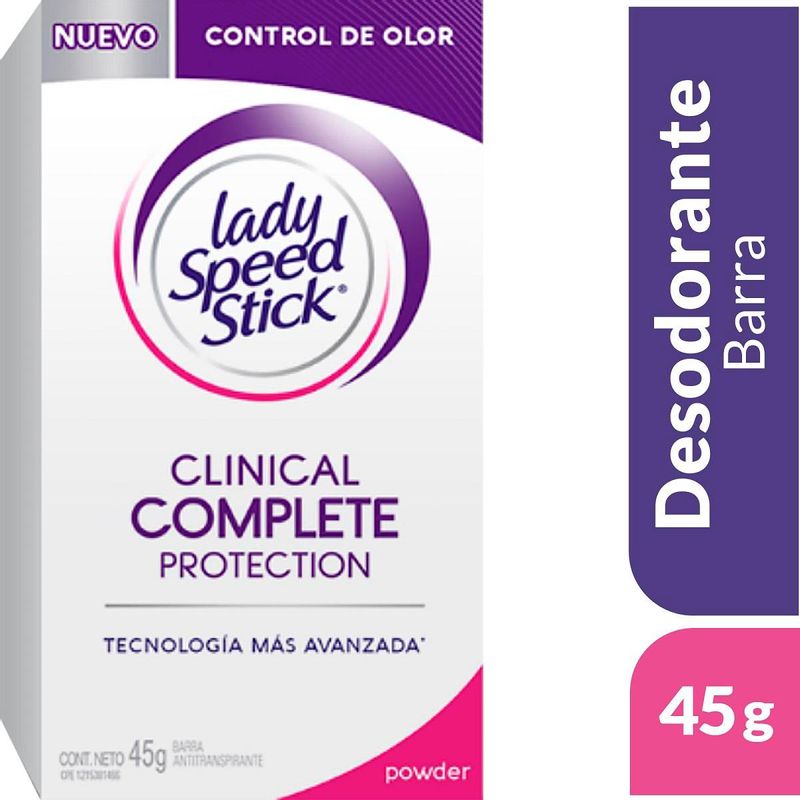 NUEVO
CONTROL DE OLOR
lady
Speed
Stick®
CLINICAL
COMPLETE
PROTECTION
TECNOLOGÍA MÁS AVANZADA*
CONT. NETO 45g BARRA
ANTITRANSPIRANTE
powder
Desodorante
Barra
45g